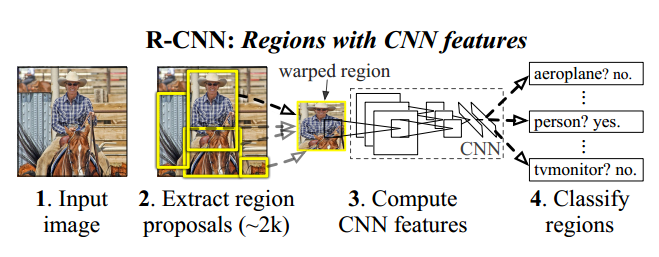 R-CNN: Regions with CNN features
warped region
aeroplane? no.
⋮
person? yes.
⋮
tvmonitor? no.
CNN
1. Input
image
2. Extract region
proposals (~2k)
3. Compute
CNN features
4. Classify
regions